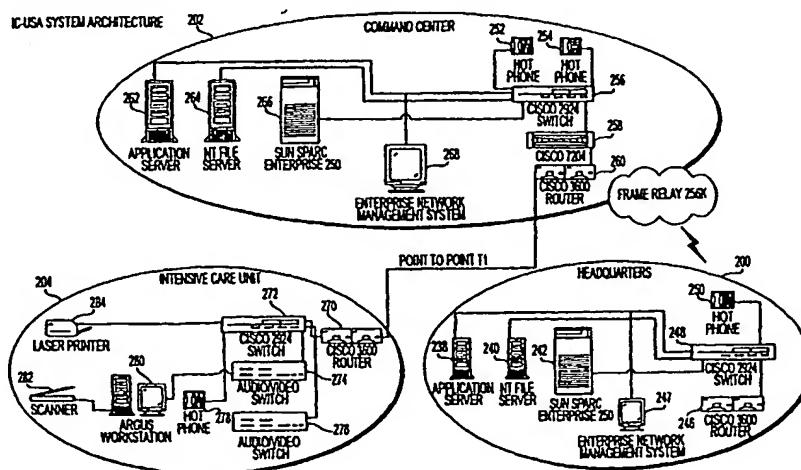 IC-USA SYSTEM ARCHITECTURE
202
COMMAND CENTER
252
254
HOT
PHONE
HOT
PHONE
262
264
266
256
CISCO 2924
SWITCH
258
APPLICATION
SERVER
NT FILE
SERVER
SUN SPARC
ENTERPRISE 250
268
CISCO 7204
260
CISCO 3600
ROUTER
ENTERPRISE NETWORK
MANAGEMENT SYSTEM
FRAME RELAY 256K
POINT TO POINT T1
204
INTENSIVE CARE UNIT
284
272
270
LASER PRINTER
CISCO 2924
SWITCH
CISCO 3600
ROUTER
282
280
274
SCANNER
ARGUS
WORKSTATION
278
HOT
PHONE
AUDIO/VIDEO
SWITCH
276
AUDIO/VIDEO
SWITCH
HEADQUARTERS
200
250
HOT
PHONE
238
240
242
248
APPLICATION
SERVER
NT FILE
SERVER
SUN SPARC
ENTERPRISE 250
CISCO 2924
SWITCH
247
246
CISCO 3600
ROUTER
ENTERPRISE NETWORK
MANAGEMENT SYSTEM